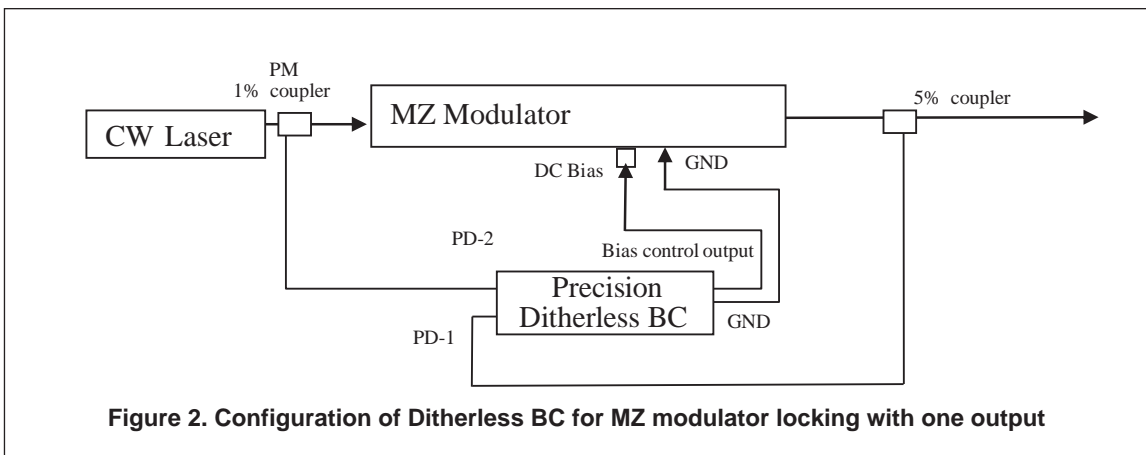 PM
1% coupler
5% coupler
CW Laser
MZ Modulator
DC Bias
GND
PD-2
Bias control output
Precision
Ditherless BC
GND
PD-1
Figure 2. Configuration of Ditherless BC for MZ modulator locking with one output